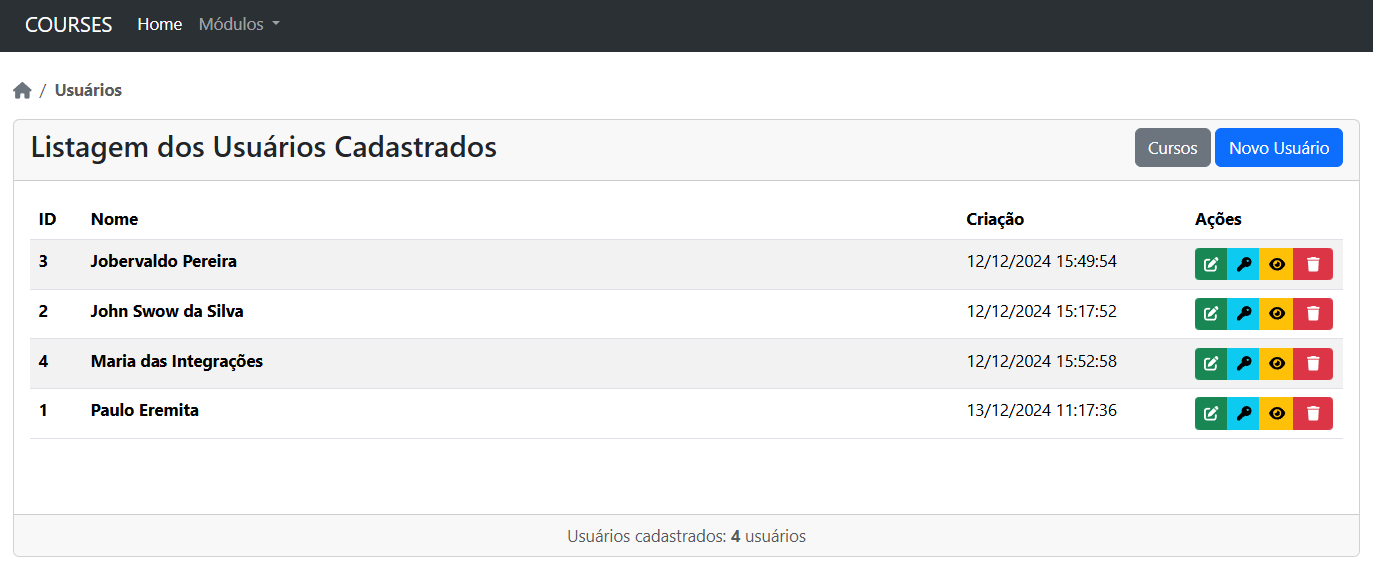 COURSES Home Módulos
/ Usuários
Listagem dos Usuários Cadastrados Cursos Novo Usuário
ID Nome Criação Ações
3 Jobervaldo Pereira 12/12/2024 15:49:54
2 John Swow da Silva 12/12/2024 15:17:52
4 Maria das Integrações 12/12/2024 15:52:58
1 Paulo Eremita 13/12/2024 11:17:36
Usuários cadastrados: 4 usuários